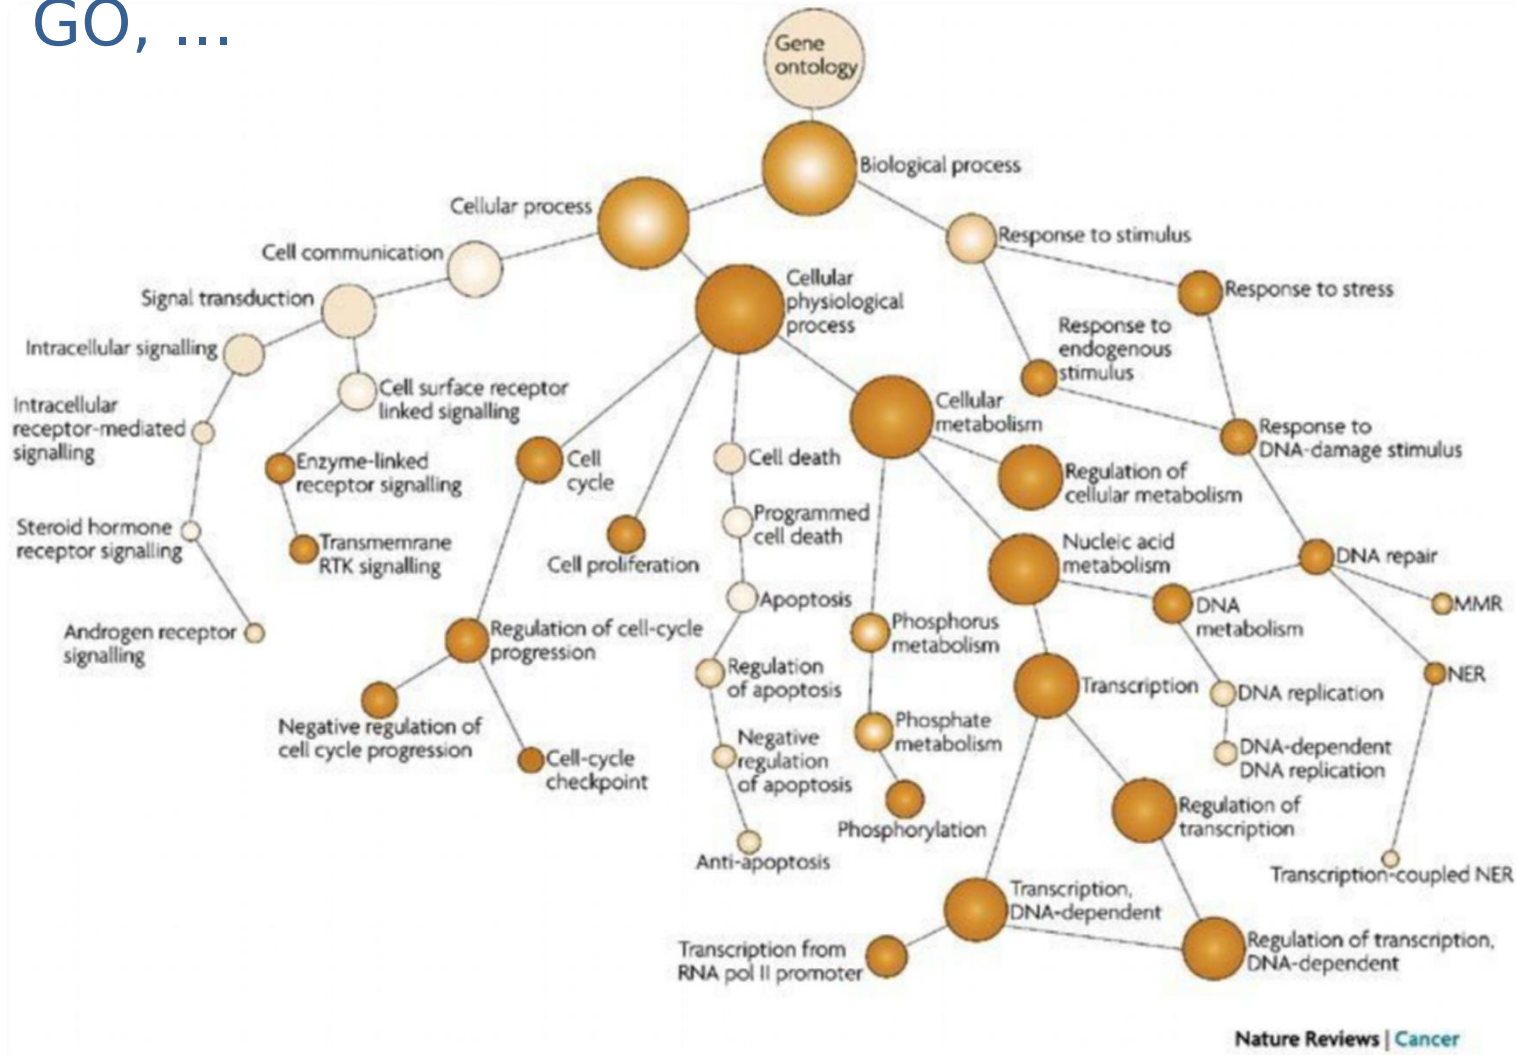 GO, ...
Gene
ontology
Biological process
Cellular process
Response to stimulus
Cell communication
Cellular
physiological
process
Response to stress
Signal transduction
Response to
endogenous
stimulus
Intracellular signalling
Cell surface receptor
linked signalling
Cellular
metabolism
Intracellular
receptor-mediated
signalling
Response to
DNA-damage stimulus
Enzyme-linked
receptor signalling
Cell
cycle
Cell death
Regulation of
cellular metabolism
Programmed
cell death
Steroid hormone
receptor signalling
Transmemrane
RTK signalling
Cell proliferation
Nucleic acid
metabolism
DNA repair
Apoptosis
DNA
metabolism
MMR
Androgen receptor
signalling
Regulation of cell-cycle
progression
Phosphorus
metabolism
Regulation
of apoptosis
Transcription
DNA replication
NER
Negative regulation of
cell cycle progression
Cell-cycle
checkpoint
Negative
regulation
of apoptosis
Phosphate
metabolism
DNA-dependent
DNA replication
Phosphorylation
Regulation of
transcription
Anti-apoptosis
Transcription-coupled NER
Transcription,
DNA-dependent
Transcription from
RNA pol II promoter
Regulation of transcription,
DNA-dependent
Nature Reviews | Cancer